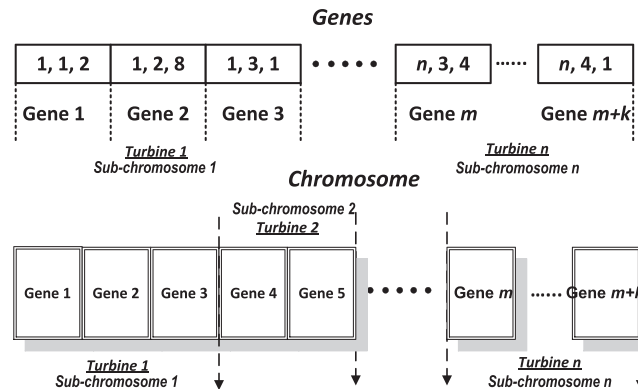 Genes
1, 1, 2 1, 2, 8 1, 3, 1 • • • • • n, 3, 4 ...... n, 4, 1
Gene 1 Gene 2 Gene 3 Gene m Gene m+k
Turbine 1 Turbine n
Sub-chromosome 1 Sub-chromosome n
Chromosome
Sub-chromosome 2
Turbine 2
Gene 1 Gene 2 Gene 3 Gene 4 Gene 5 • • • • • Gene m ...... Gene m+k
Turbine 1 Turbine n
Sub-chromosome 1 Sub-chromosome n